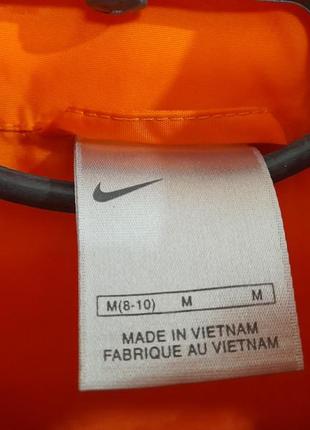 M(8-10) M M
MADE IN VIETNAM
FABRIQUE AU VIETNAM